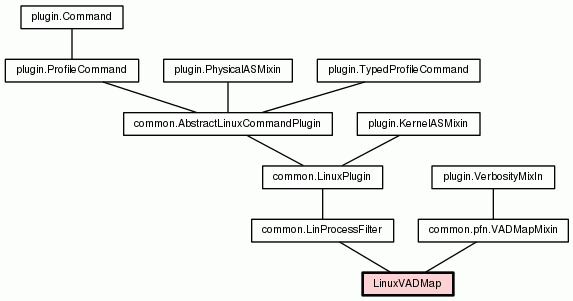 plugin.Command
plugin.ProfileCommand
plugin.PhysicalASMixin
plugin.TypedProfileCommand
common.AbstractLinuxCommandPlugin
plugin.KernelASMixin
common.LinuxPlugin
plugin.VerbosityMixIn
common.LinProcessFilter
common.pfn.VADMapMixin
LinuxVADMap